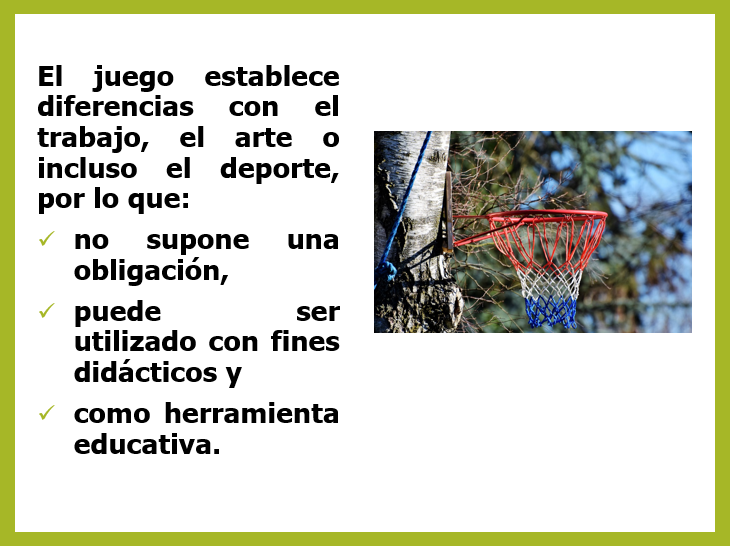 El juego establece
diferencias con el
trabajo, el arte o
incluso el deporte,
por lo que:
✓ no supone una
obligación,
✓ puede ser
utilizado con fines
didácticos y
✓ como herramienta
educativa.